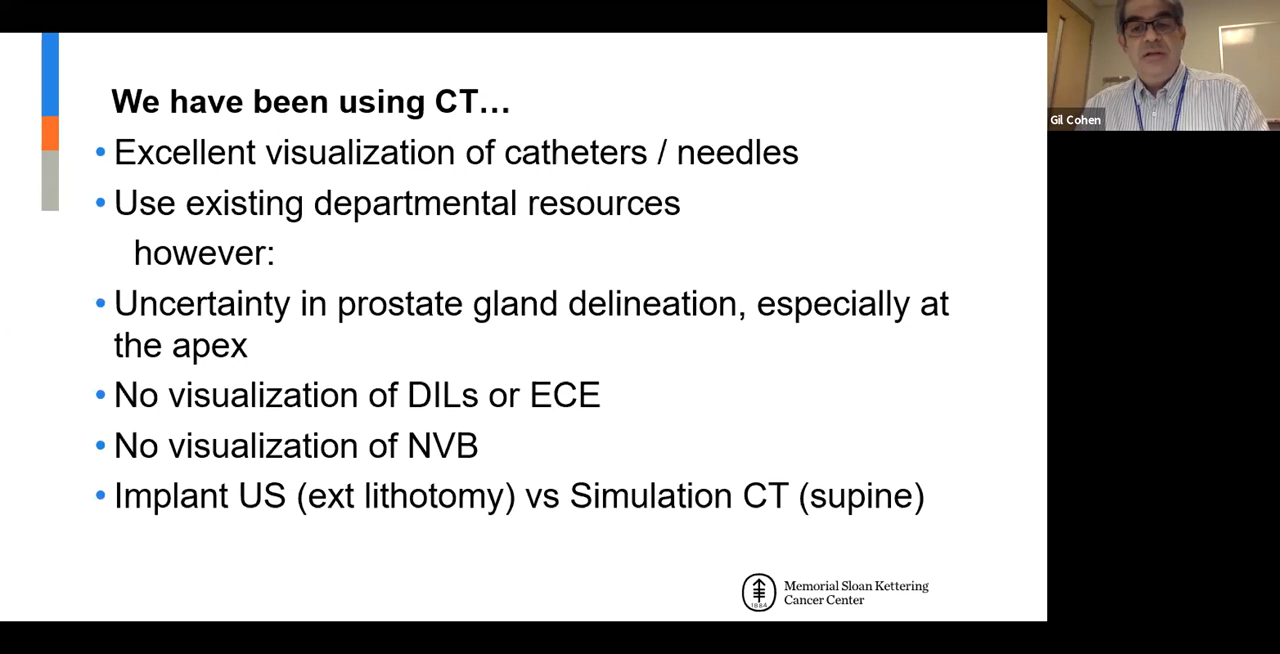 We have been using CT…
• Excellent visualization of catheters / needles
• Use existing departmental resources
however:
• Uncertainty in prostate gland delineation, especially at
the apex
• No visualization of DILs or ECE
• No visualization of NVB
• Implant US (ext lithotomy) vs Simulation CT (supine)
1884
Memorial Sloan Kettering
Cancer Center
Gil Cohen